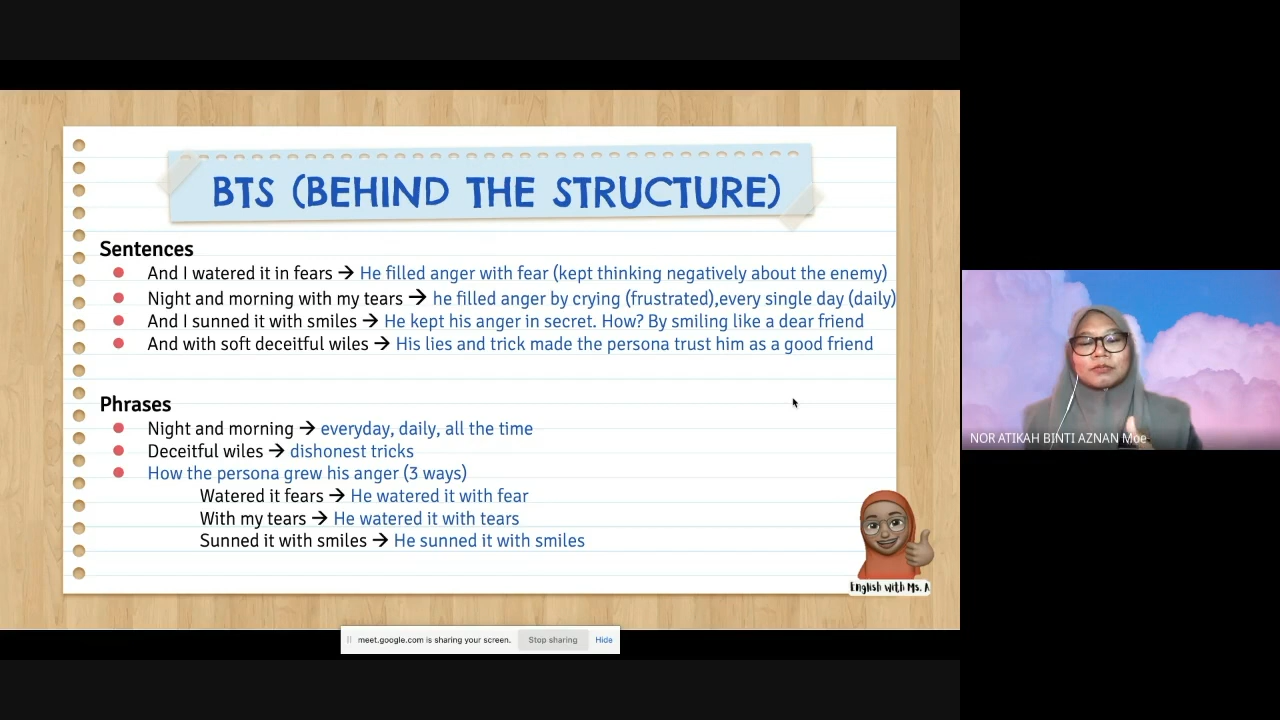 BTS (BEHIND THE STRUCTURE)
Sentences
And I watered it in fears → He filled anger with fear (kept thinking negatively about the enemy)
Night and morning with my tears → he filled anger by crying (frustrated),every single day (daily)
And I sunned it with smiles → He kept his anger in secret. How? By smiling like a dear friend
And with soft deceitful wiles → His lies and trick made the persona trust him as a good friend
Phrases
Night and morning → everyday, daily, all the time
Deceitful wiles → dishonest tricks
How the persona grew his anger (3 ways)
Watered it fears → He watered it with fear
With my tears → He watered it with tears
Sunned it with smiles → He sunned it with smiles
English with Ms. A
NOR ATIKAH BINTI AZNAN Moe
meet.google.com is sharing your screen. Stop sharing Hide